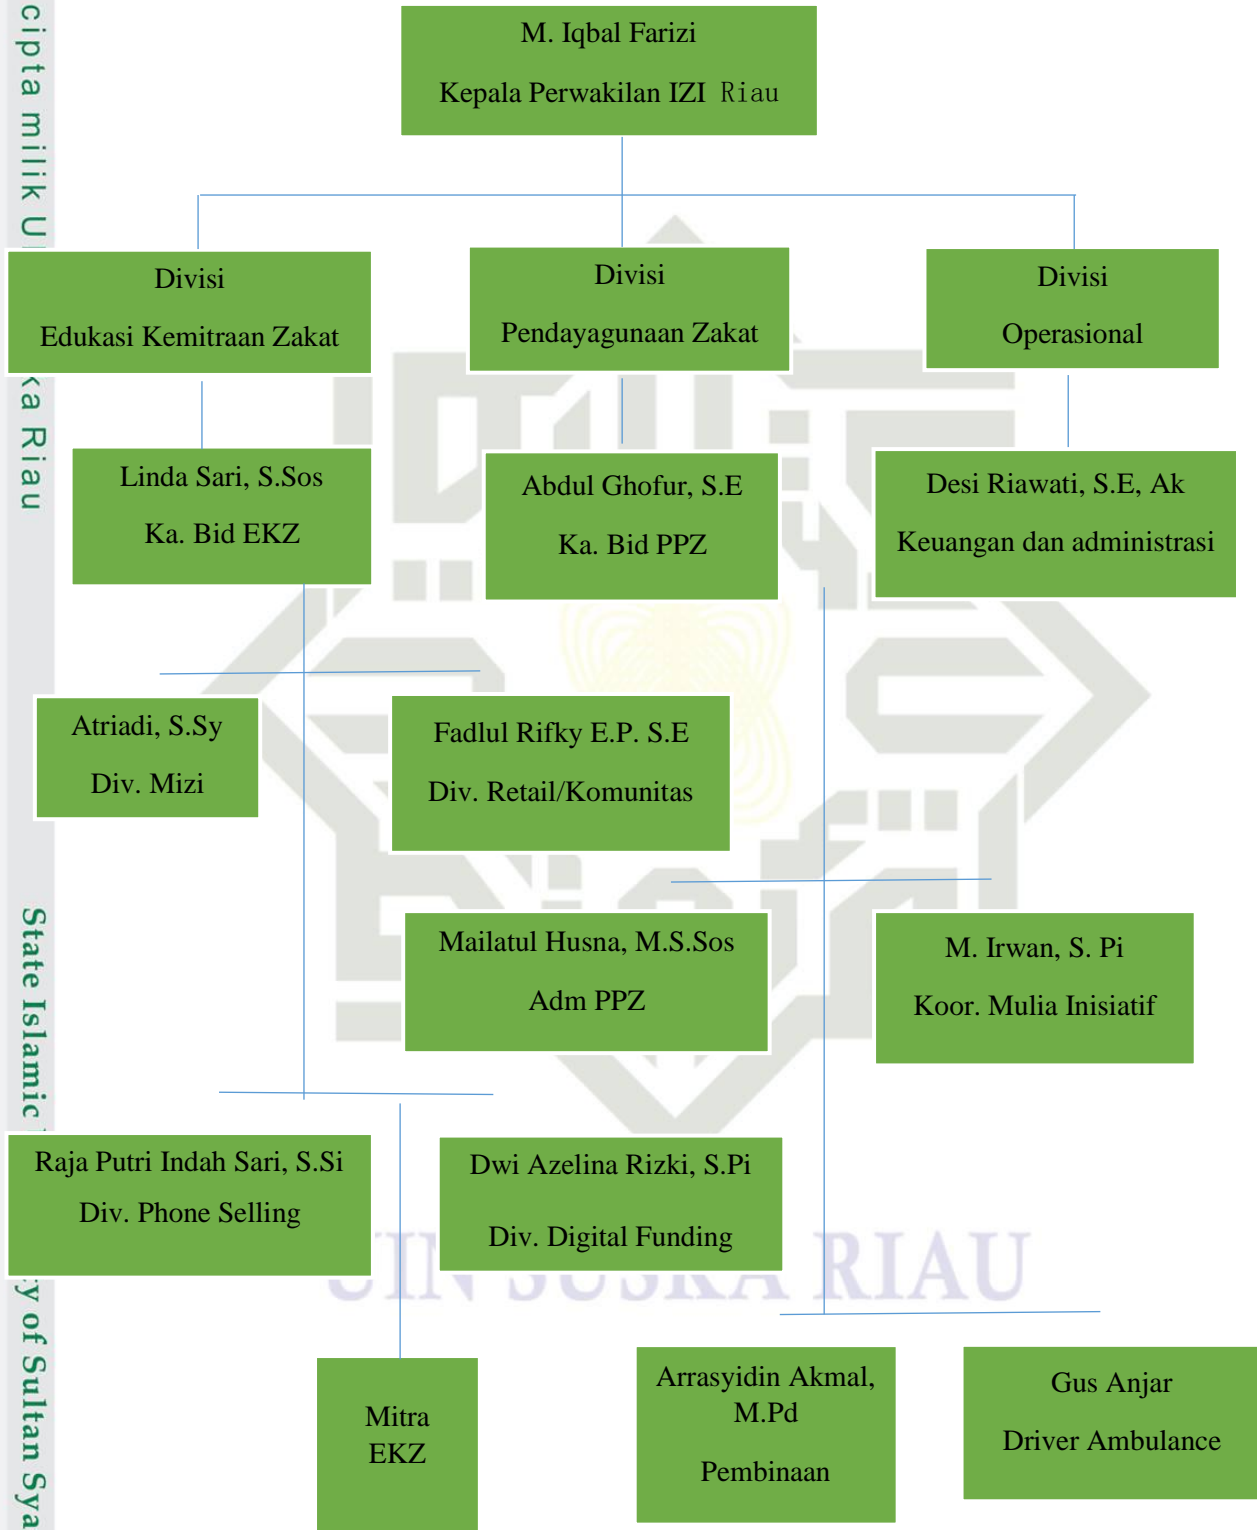 cipta milik U
ka Riau
State Islamic
y of Sultan Sya
M. Iqbal Farizi
Kepala Perwakilan IZI Riau
Divisi
Edukasi Kemitraan Zakat
Divisi
Pendayagunaan Zakat
Divisi
Operasional
Linda Sari, S.Sos
Ka. Bid EKZ
Abdul Ghofur, S.E
Ka. Bid PPZ
Desi Riawati, S.E, Ak
Keuangan dan administrasi
Atriadi, S.Sy
Div. Mizi
Fadlul Rifky E.P. S.E
Div. Retail/Komunitas
Mailatul Husna, M.S.Sos
Adm PPZ
M. Irwan, S. Pi
Koor. Mulia Inisiatif
Raja Putri Indah Sari, S.Si
Div. Phone Selling
Dwi Azelina Rizki, S.Pi
Div. Digital Funding
UIN SUSKA RIAU
Mitra
EKZ
Arrasyidin Akmal,
M.Pd
Pembinaan
Gus Anjar
Driver Ambulance